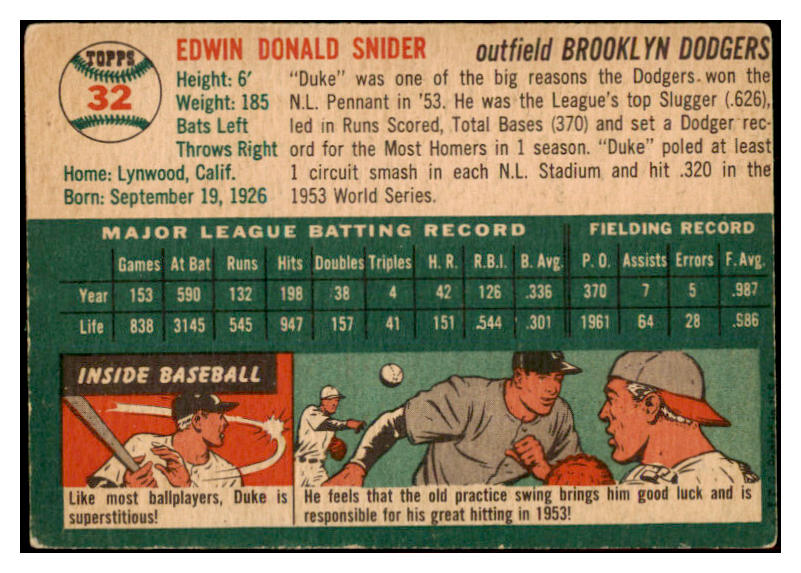 TOPPS
32
EDWIN DONALD SNIDER outfield BROOKLYN DODGERS
Height: 6'
Weight: 185
Bats Left
Throws Right
Home: Lynwood, Calif.
Born: September 19, 1926
"Duke" was one of the big reasons the Dodgers won the
N.L. Pennant in '53. He was the League's top Slugger (.626),
led in Runs Scored, Total Bases (370) and set a Dodger rec-
ord for the Most Homers in 1 season. "Duke" poled at least
1 circuit smash in each N.L. Stadium and hit .320 in the
1953 World Series.
MAJOR LEAGUE BATTING RECORD FIELDING RECORD
Games At Bat Runs Hits Doubles Triples H. R. R.B.I. B. Avg. P. O. Assists Errors F. Avg.
Year 153 590 132 198 38 4 42 126 .336 370 7 5 .987
Life 838 3145 545 947 157 41 151 .544 .301 1961 64 28 .986
INSIDE BASEBALL
Like most ballplayers, Duke is
superstitious!
He feels that the old practice swing brings him good luck and is
responsible for his great hitting in 1953!